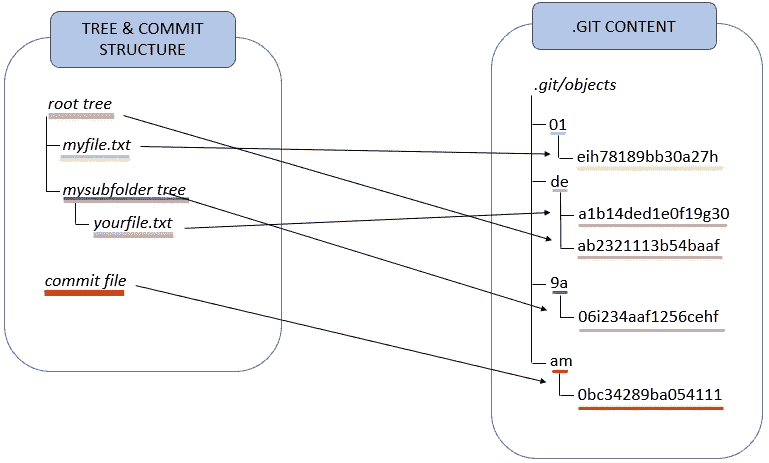 TREE & COMMIT
STRUCTURE
root tree
myfile.txt
mysubfolder tree
yourfile.txt
commit file
.GIT CONTENT
.git/objects
01
eih78189bb30a27h
de
a1b14ded1e0f19g30
ab2321113b54baaf
9a
06i234aaf1256cehf
am
0bc34289ba054111